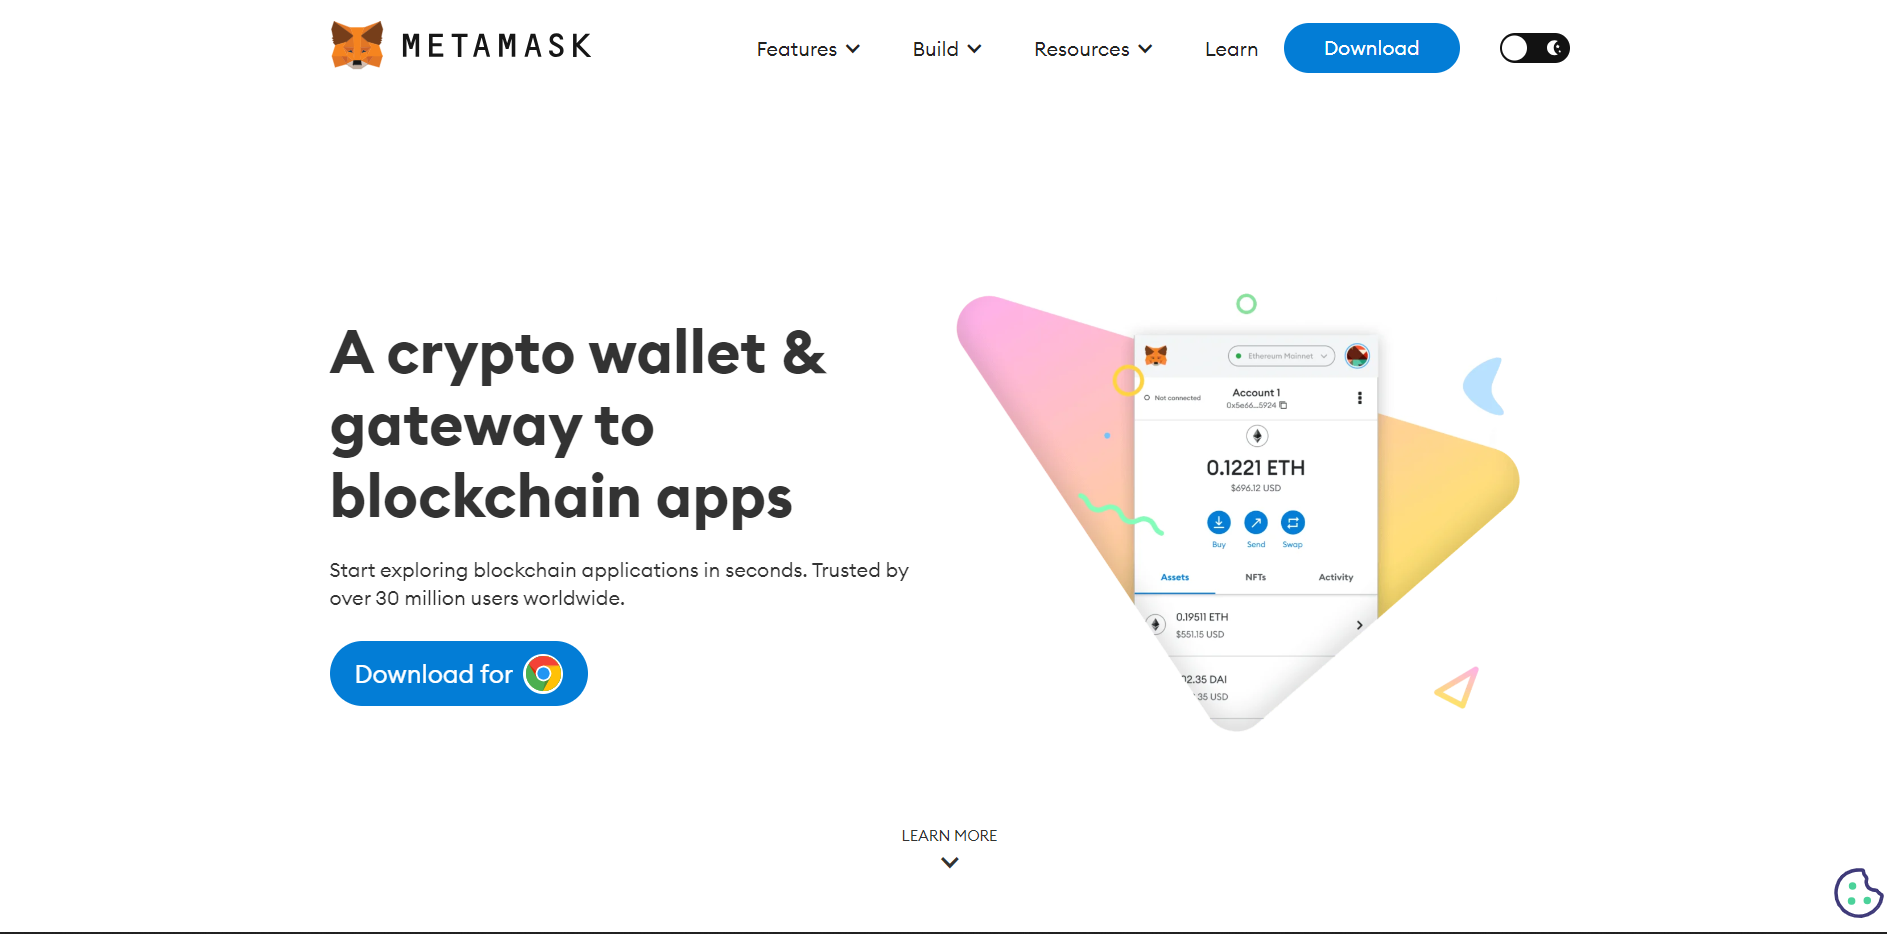 METAMASK
Features
Build
Resources
Learn
Download
A crypto wallet &
gateway to
blockchain apps
Start exploring blockchain applications in seconds. Trusted by
over 30 million users worldwide.
Download for
Ethereum Mainnet
Not connected
Account 1
0x5e66...5924
0.1221 ETH
$696.12 USD
Buy
Send
Swap
Assets
NFTs
Activity
0.19511 ETH
$551.15 USD
02.35 DAI
.35 USD
LEARN MORE